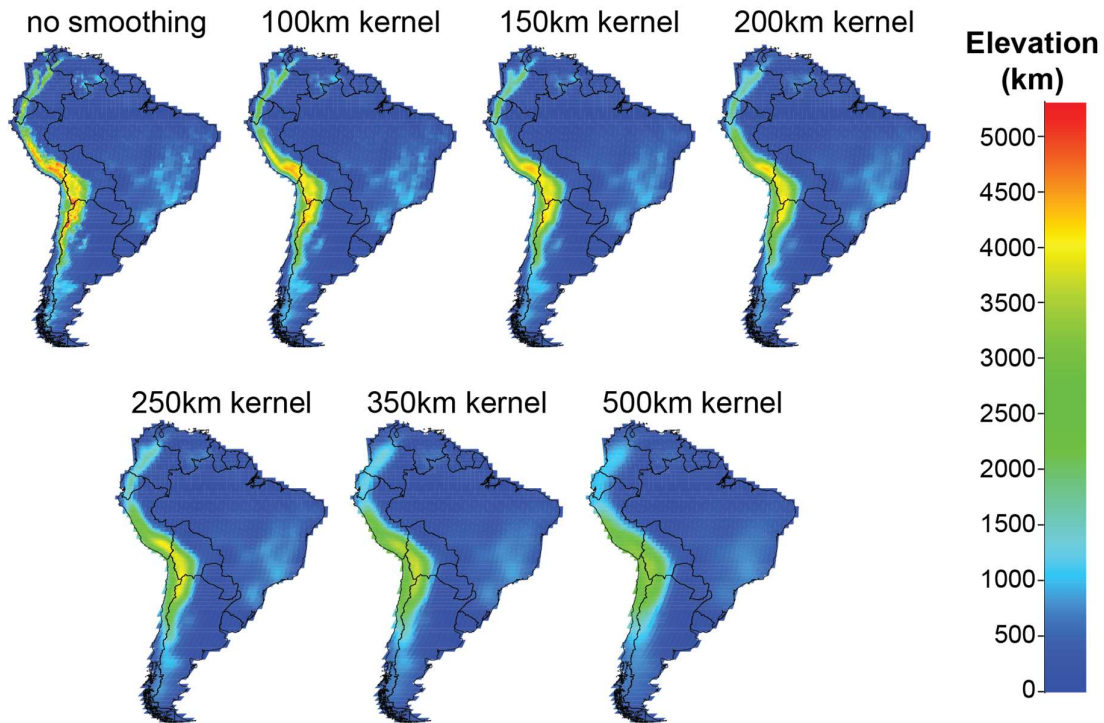 no smoothing
100km kernel
150km kernel
200km kernel
Elevation
(km)
5000
4500
4000
3500
3000
2500
2000
1500
1000
500
0
250km kernel
350km kernel
500km kernel